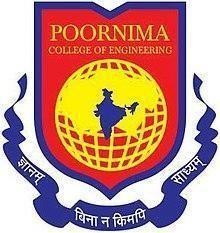 POORNIMA
COLLEGE OF ENGINEERING
ज्ञानम्
विना न किमपि
साध्यम्